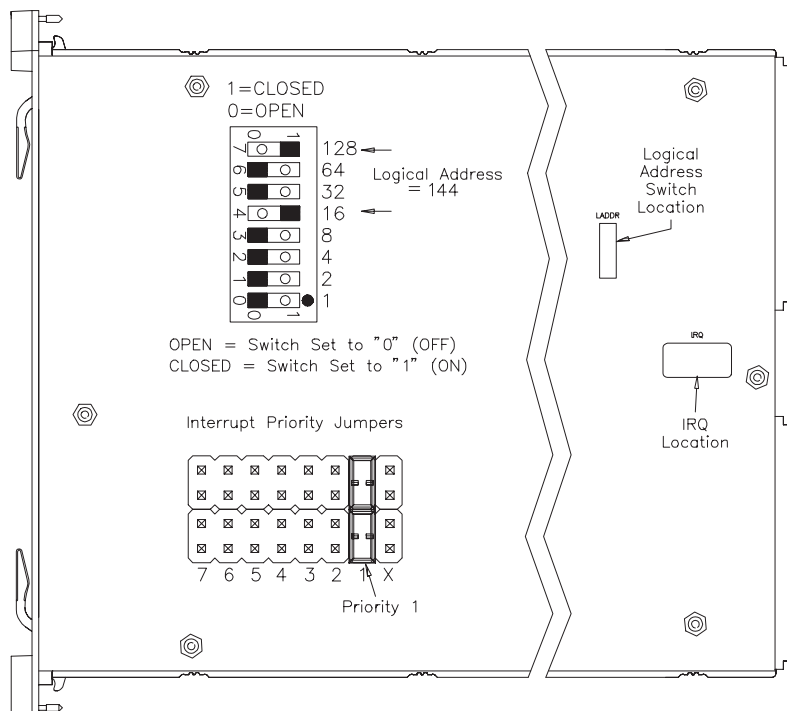 1=CLOSED
0=OPEN
0 1
7 128
6 64
5 32
4 16
3 8
2 4
1 2
0 1
0 1
Logical Address
= 144
OPEN = Switch Set to "0" (OFF)
CLOSED = Switch Set to "1" (ON)
Logical
Address
Switch
Location
LADDR
IRQ
IRQ
Location
Interrupt Priority Jumpers
7 6 5 4 3 2 1 X
Priority 1